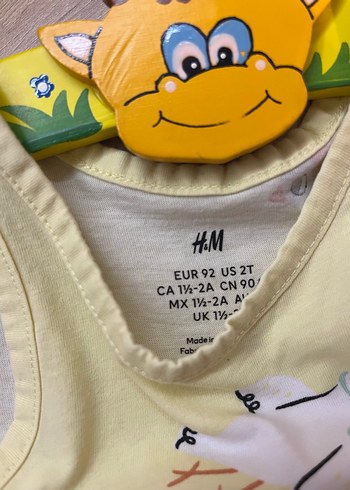 H&M
EUR 92 US 2T
CA 1½-2A CN 90
MX 1½-2A
UK 1½-
Made in